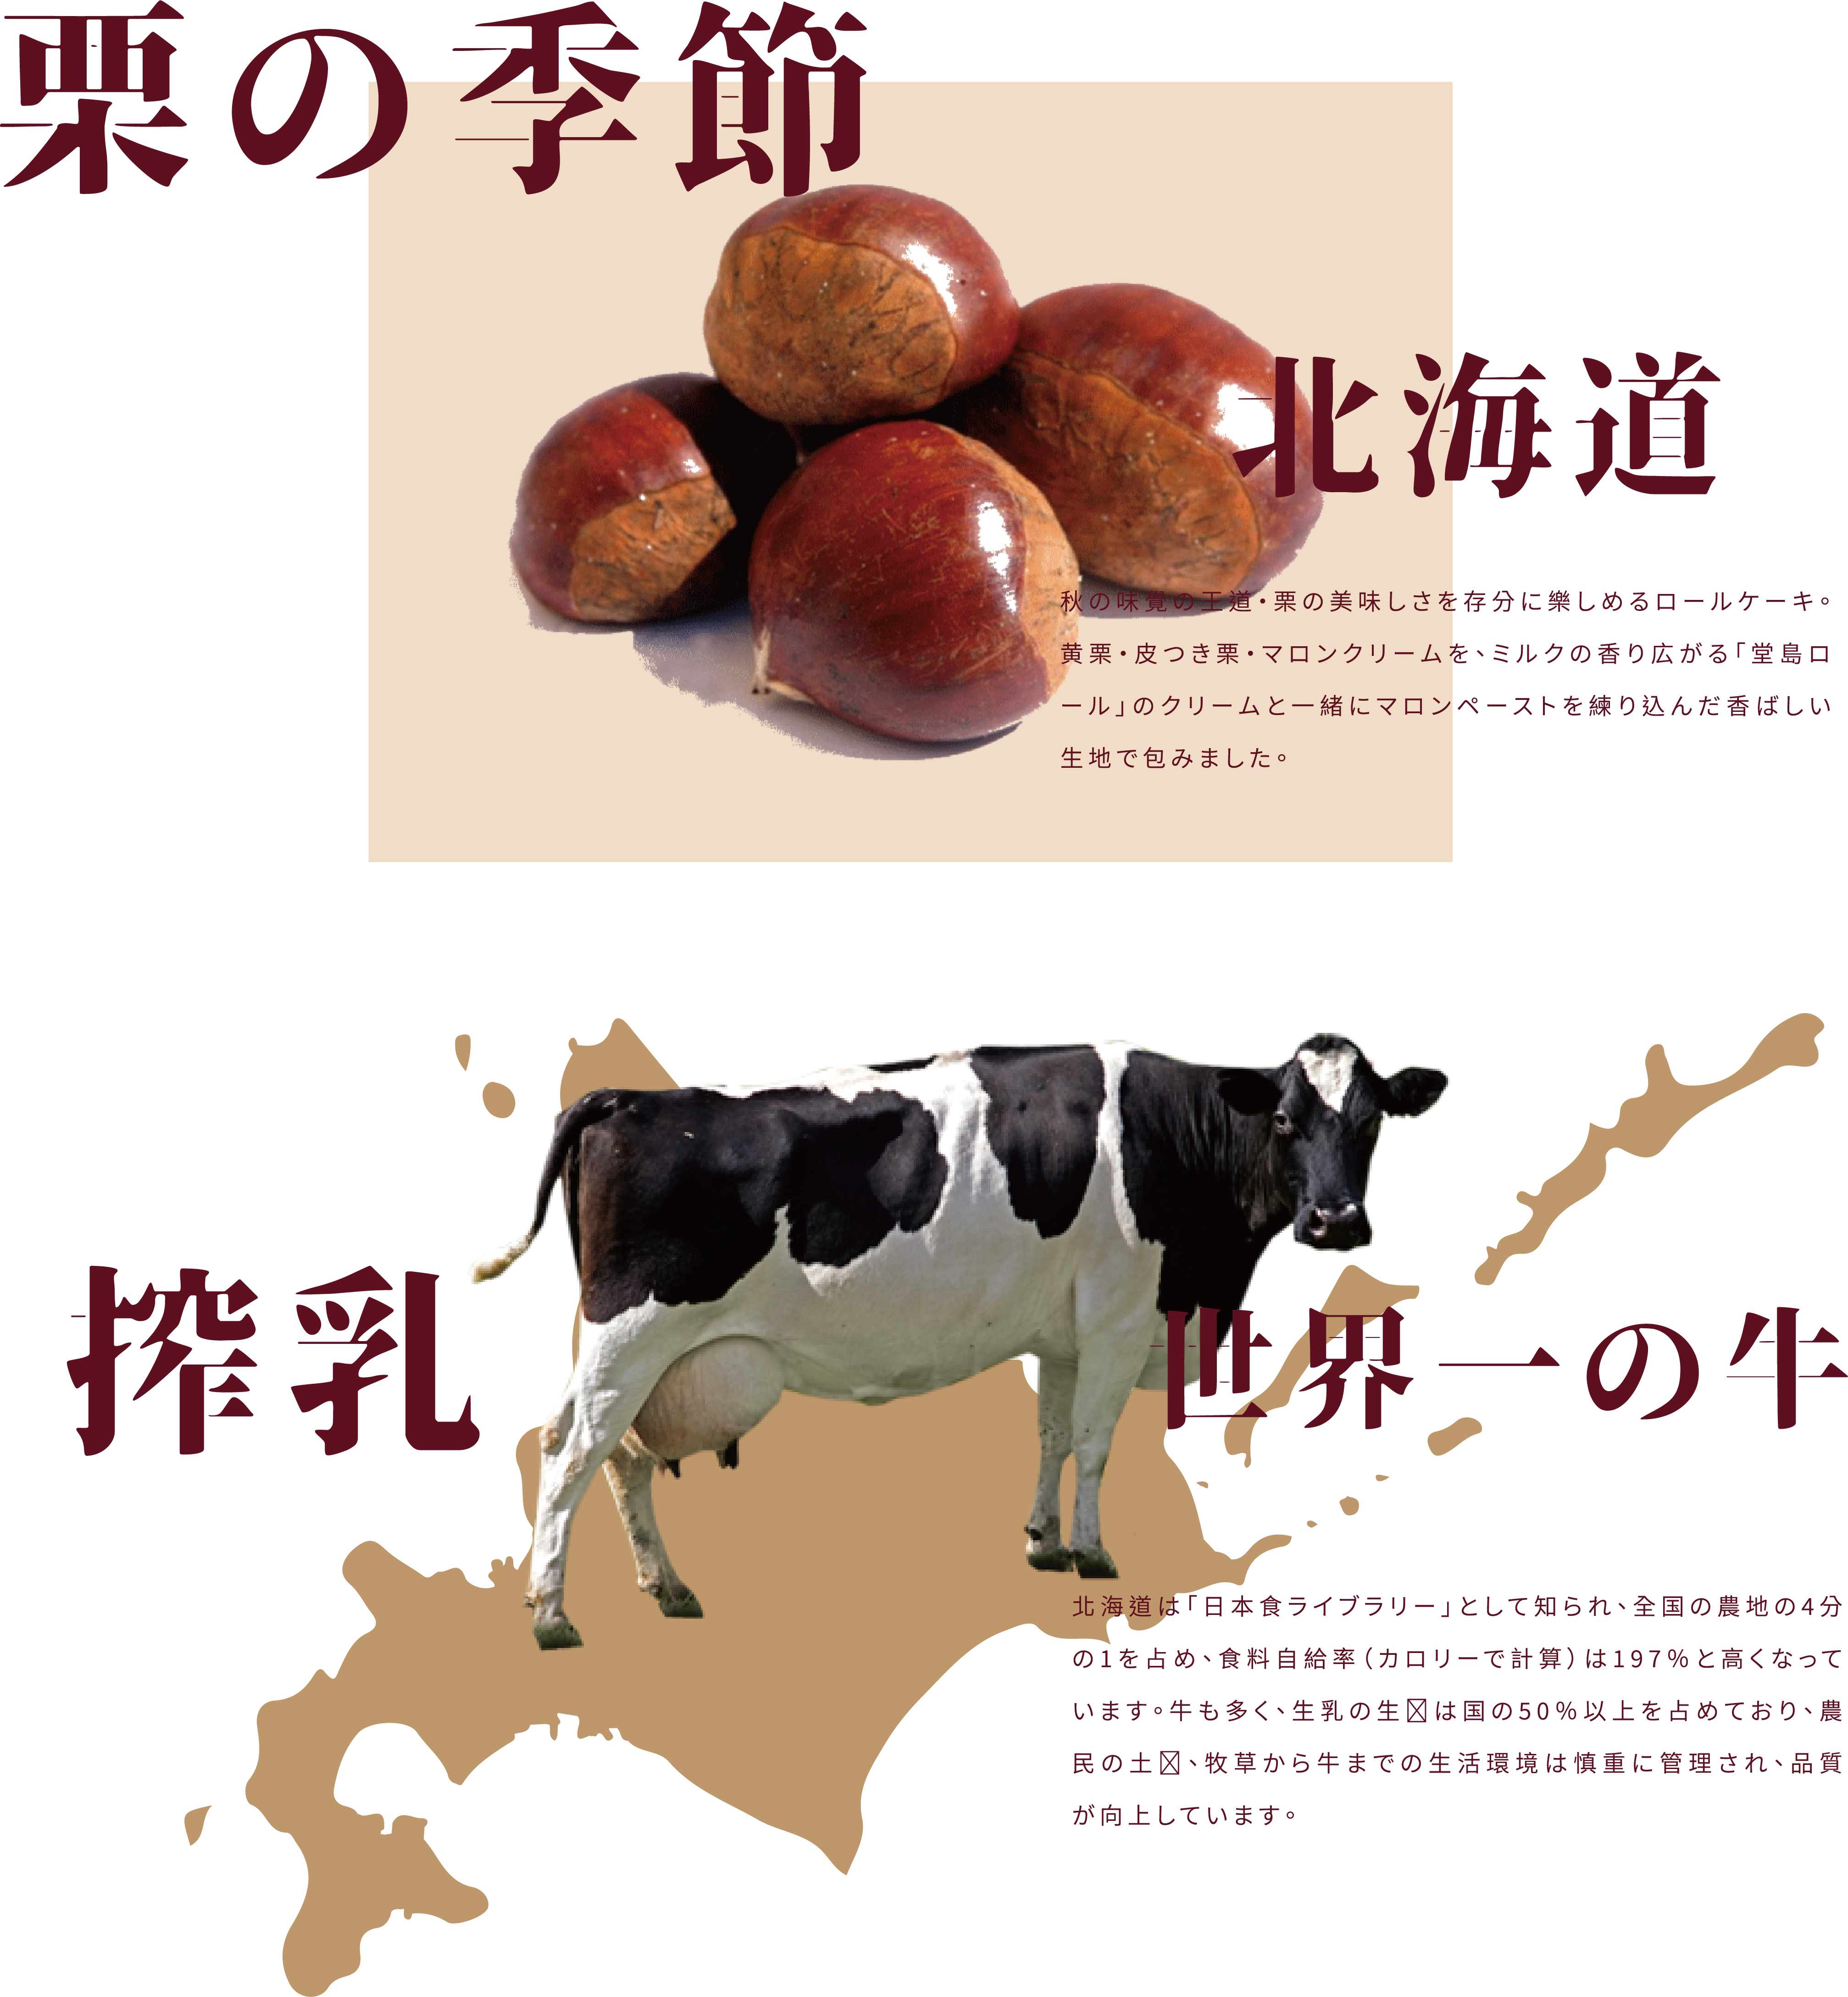 栗の季節
北海道
秋の味覺の王道・栗の美味しさを存分に樂しめるロールケーキ。
黄栗・皮つき栗・マロンクリームを、ミルクの香り広がる「堂島ロ
ール」のクリームと一緒にマロンペーストを練り込んだ香ばしい
生地で包みました。
搾乳
世界一の牛
北海道は「日本食ライブラリー」として知られ、全国の農地の4分
の1を占め、食料自給率（カロリーで計算）は197％と高くなって
います。牛も多く、生乳の生☒は国の50％以上を占めており、農
民の土☒、牧草から牛までの生活環境は慎重に管理され、品質
が向上しています。